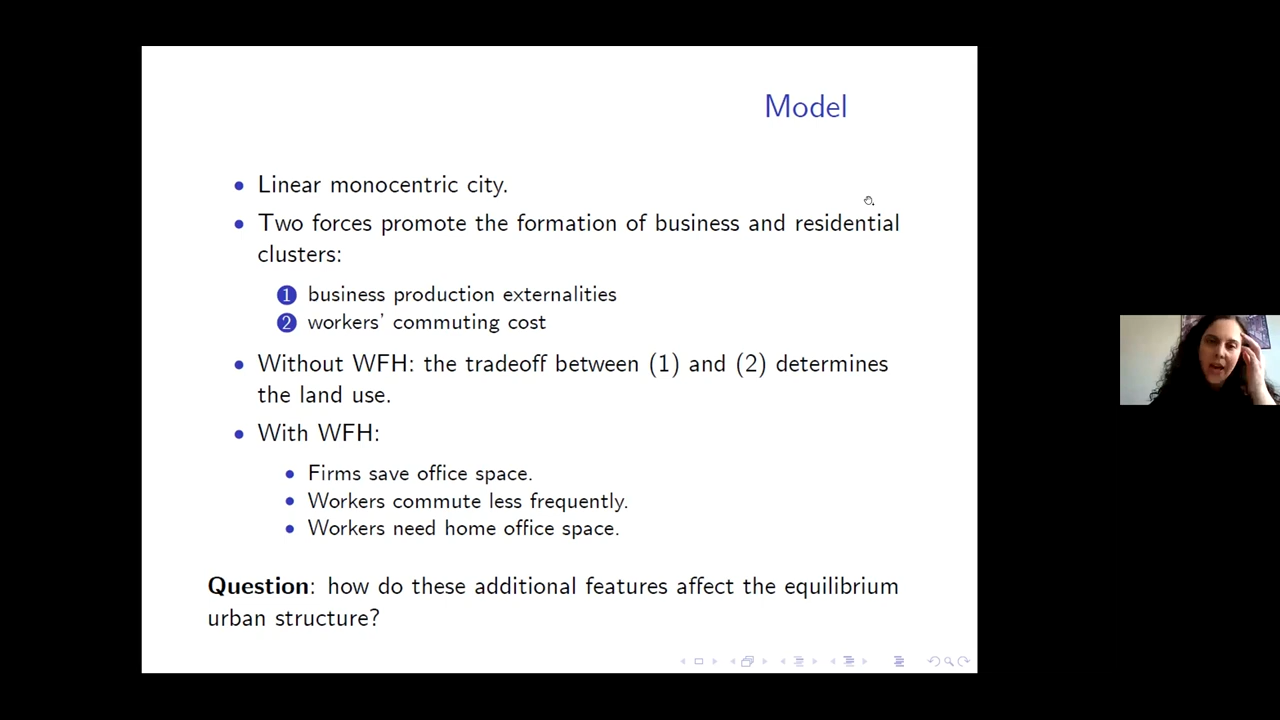 Model
• Linear monocentric city.
• Two forces promote the formation of business and residential
clusters:
1 business production externalities
2 workers' commuting cost
• Without WFH: the tradeoff between (1) and (2) determines
the land use.
• With WFH:
• Firms save office space.
• Workers commute less frequently.
• Workers need home office space.
Question: how do these additional features affect the equilibrium
urban structure?